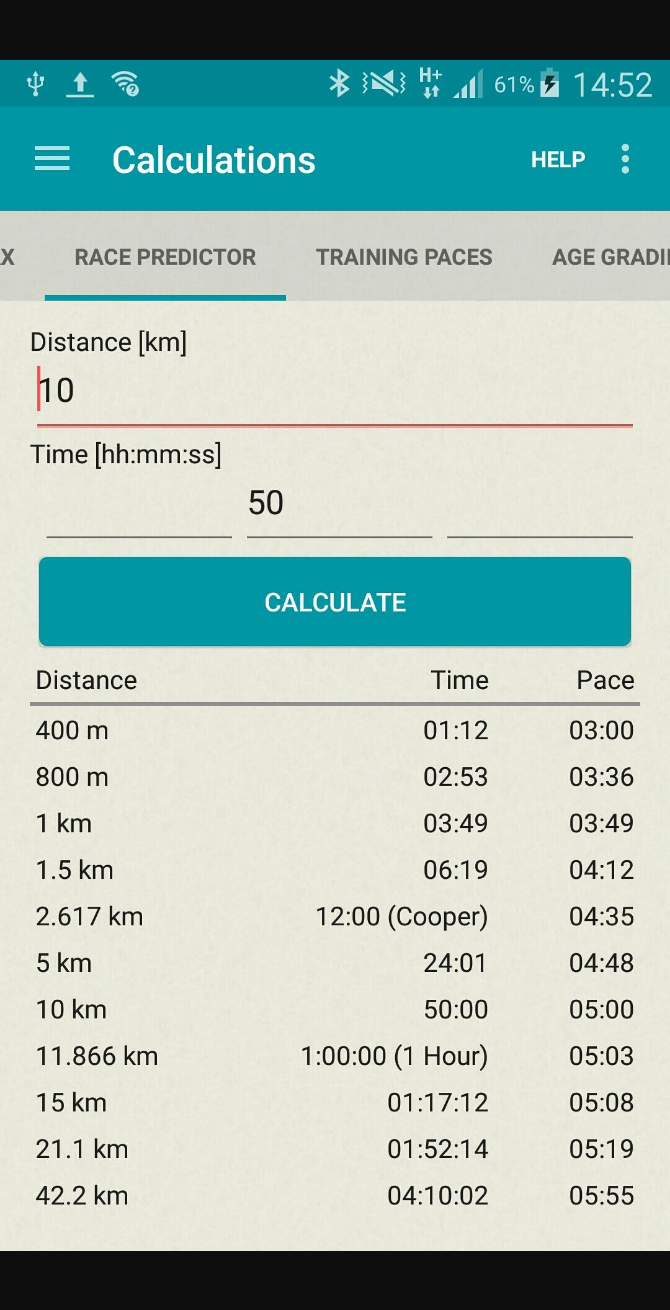 H+ 61% 14:52
Calculations HELP
X RACE PREDICTOR TRAINING PACES AGE GRADI
Distance [km]
10
Time [hh:mm:ss]
50
CALCULATE
Distance Time Pace
400 m 01:12 03:00
800 m 02:53 03:36
1 km 03:49 03:49
1.5 km 06:19 04:12
2.617 km 12:00 (Cooper) 04:35
5 km 24:01 04:48
10 km 50:00 05:00
11.866 km 1:00:00 (1 Hour) 05:03
15 km 01:17:12 05:08
21.1 km 01:52:14 05:19
42.2 km 04:10:02 05:55